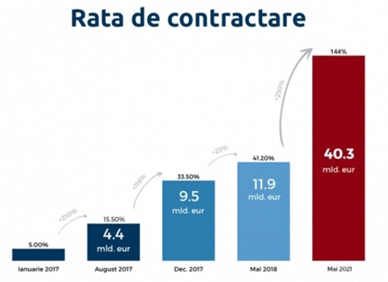 Rata de contractare
144%
+250%
40.3
mld. eur
41.20%
+23%
11.9
mld. eur
33.50%
+116%
9.5
mld. eur
15.50%
+210%
4.4
mld. eur
5.00%
Ianuarie 2017
August 2017
Dec. 2017
Mai 2018
Mai 2021